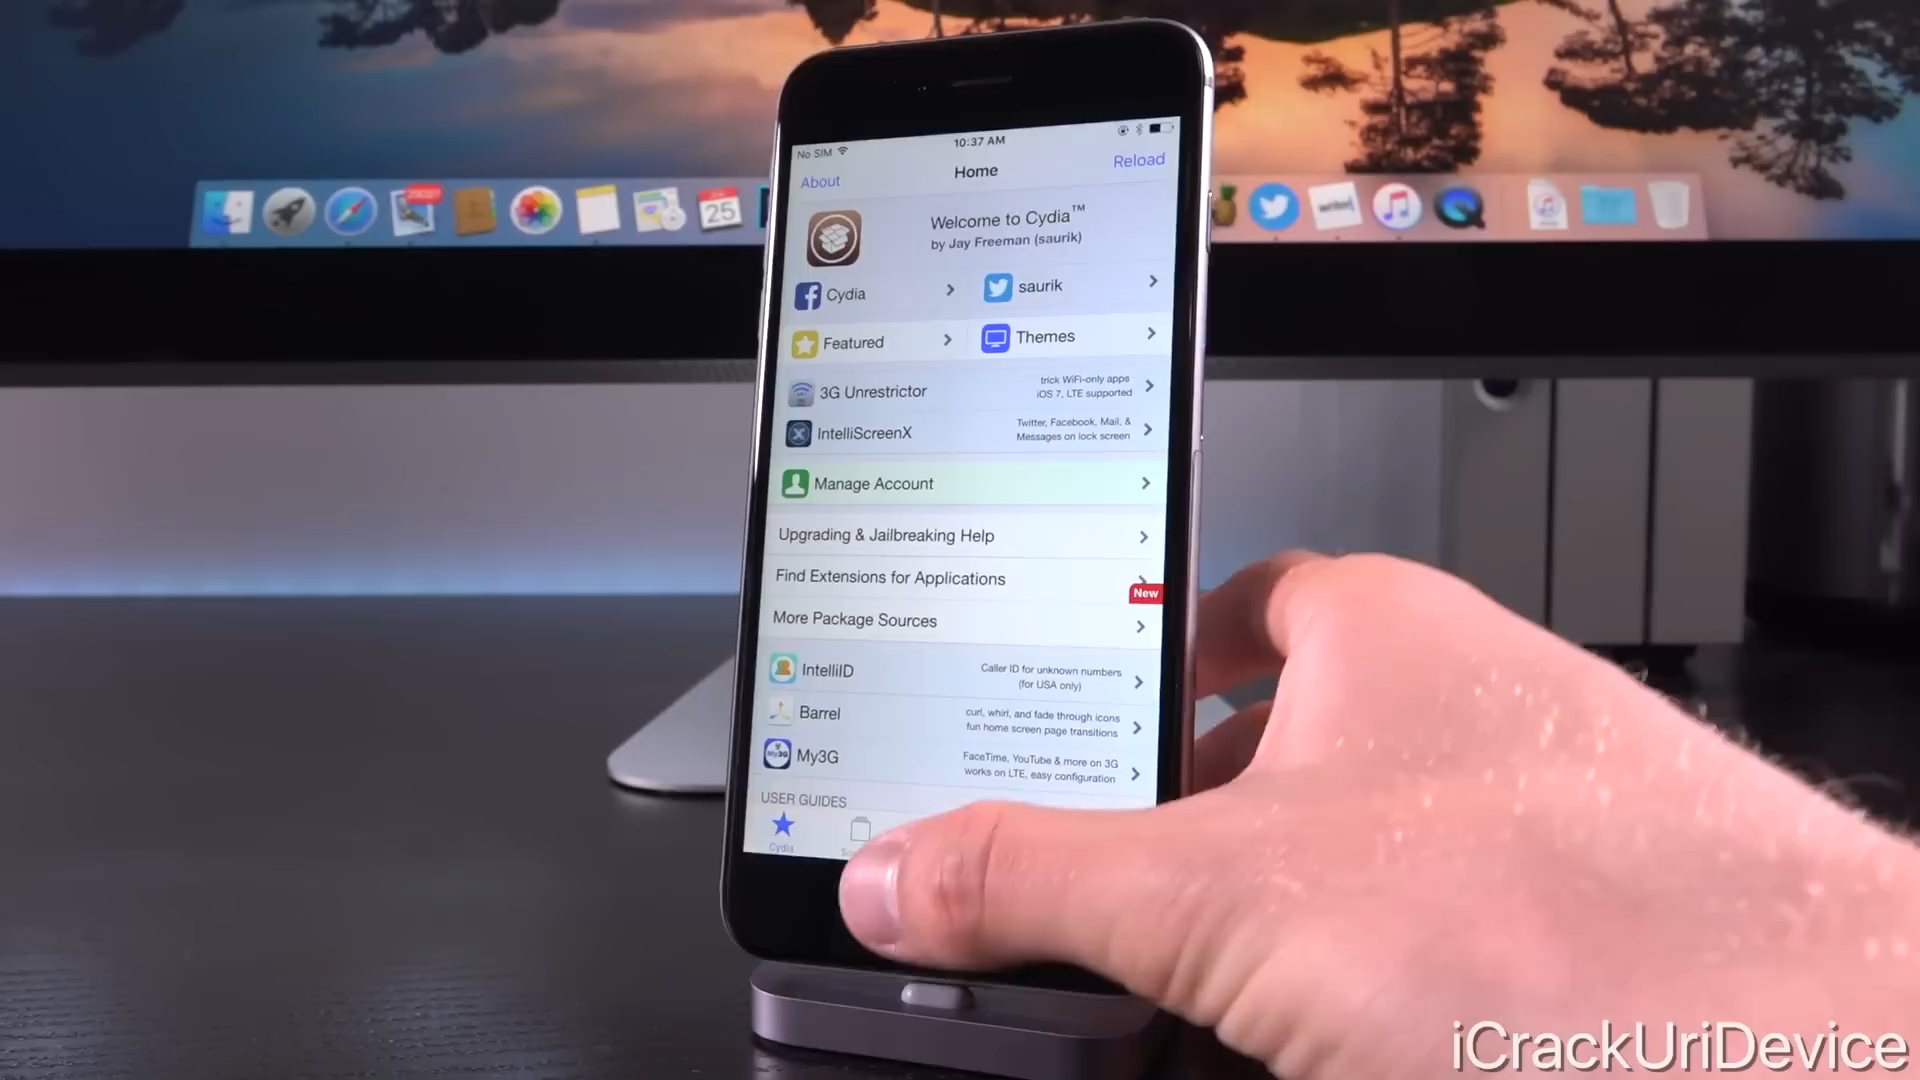 No SIM
10:37 AM
About
Home
Reload
Welcome to Cydia™
by Jay Freeman (saurik)
Cydia
saurik
Featured
Themes
3G Unrestrictor
trick WiFi-only apps
iOS 7, LTE supported
IntelliScreenX
Twitter, Facebook, Mail, &
Messages on lock screen
Manage Account
Upgrading & Jailbreaking Help
Find Extensions for Applications
New
More Package Sources
IntelliID
Caller ID for unknown numbers
(for USA only)
Barrel
curl, whirl, and fade through icons
fun home screen page transitions
My3G
My3G
FaceTime, YouTube & more on 3G
works on LTE, easy configuration
USER GUIDES
Cydia
25
iCrackUriDevice